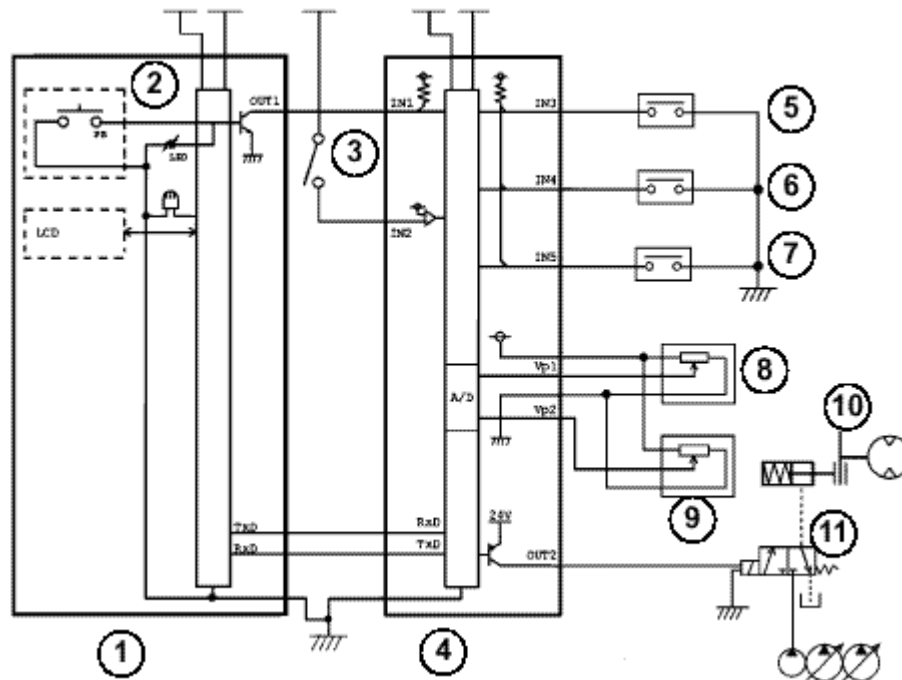 2
OUT1
IN1
IN3
5
PB
LED
3
IN4
6
LCD
IN2
IN5
7
Vp1
8
A/D
Vp2
10
9
24V
11
TxD
RxD
RxD
TxD
OUT2
1
4